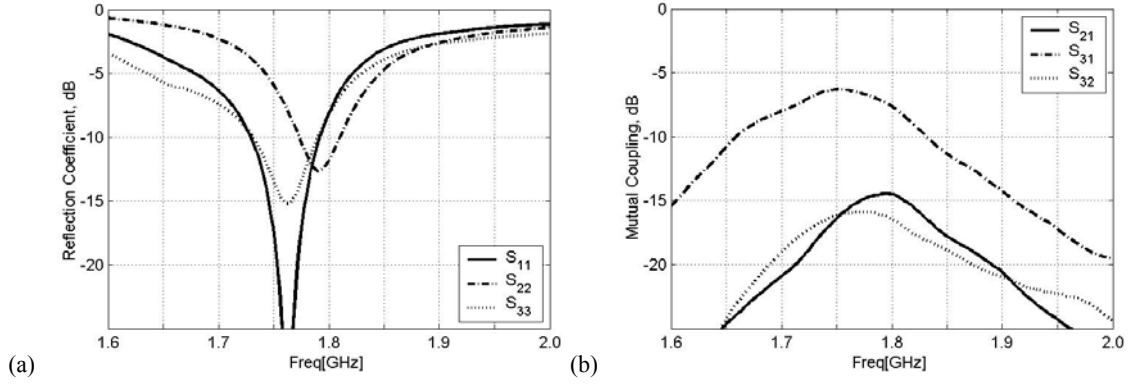 0
-5
-10
-15
-20
Reflection Coefficient, dB
S11
S22
S33
1.6
1.7
1.8
1.9
2.0
Freq[GHz]
(a)
0
-5
-10
-15
-20
Mutual Coupling, dB
S21
S31
S32
1.6
1.7
1.8
1.9
2.0
Freq[GHz]
(b)